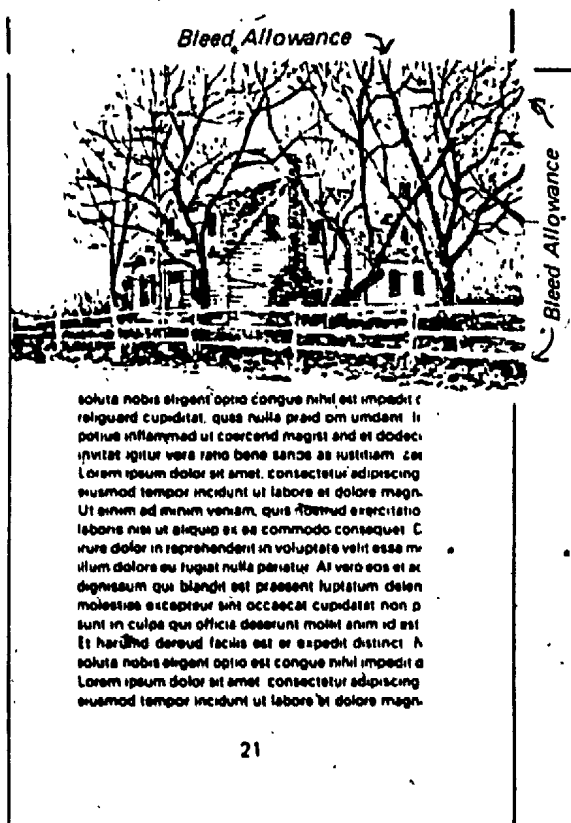 Bleed Allowance
Bleed Allowance
soluta nobis eligent optio congue nihil est impedit d
religuard cupiditat, quas nulla praid om umdant. Ii
potius inflammad ut coercend magist and et dodeci
invitat igitur vera ratio bene sanos as iustitiam
Lorem ipsum dolor sit amet, consectetur adipiscing
eiusmod tempor incidunt ut labore et dolore magn
Ut einim ad minim veniam, quis nostrud exercitatio
laboris nisi ut aliquip ex ea commodo consequet D
irure dolor in reprehenderit in voluptate velit essa m
illum dolore eu fugiat nulla pariatur. At vero eos et ac
dignissum qui blandit est praesent luptatum delen
molestias excepteur sint occaecat cupidatat non p
sunt in culpa qui officia deserunt mollit anim id est
Et harumd dereud facilis est er expedit distinct. N
soluta nobis eligent optio est congue nihil impedit d
Lorem ipsum dolor sit amet, consectetur adipiscing
eiusmod tempor incidunt ut labore et dolore magn
21